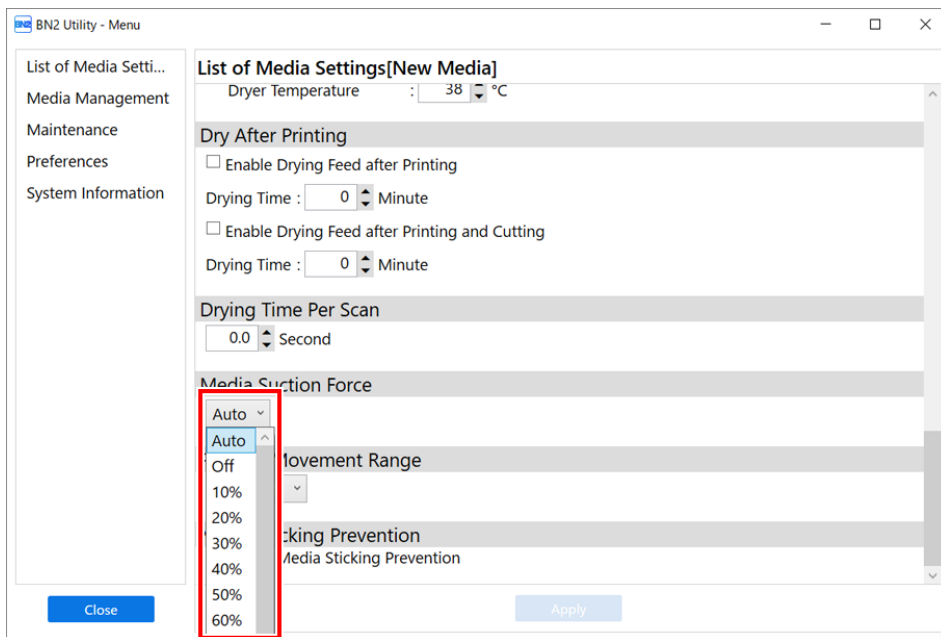 BN2 BN2 Utility - Menu
List of Media Setti...
Media Management
Maintenance
Preferences
System Information
Close
List of Media Settings[New Media]
Dryer Temperature : 38 °C
Dry After Printing
Enable Drying Feed after Printing
Drying Time : 0 Minute
Enable Drying Feed after Printing and Cutting
Drying Time : 0 Minute
Drying Time Per Scan
0.0 Second
Media Suction Force
Auto
Auto
Off
10%
20%
30%
40%
50%
60%
Movement Range
Prevention
Media Sticking Prevention
Apply